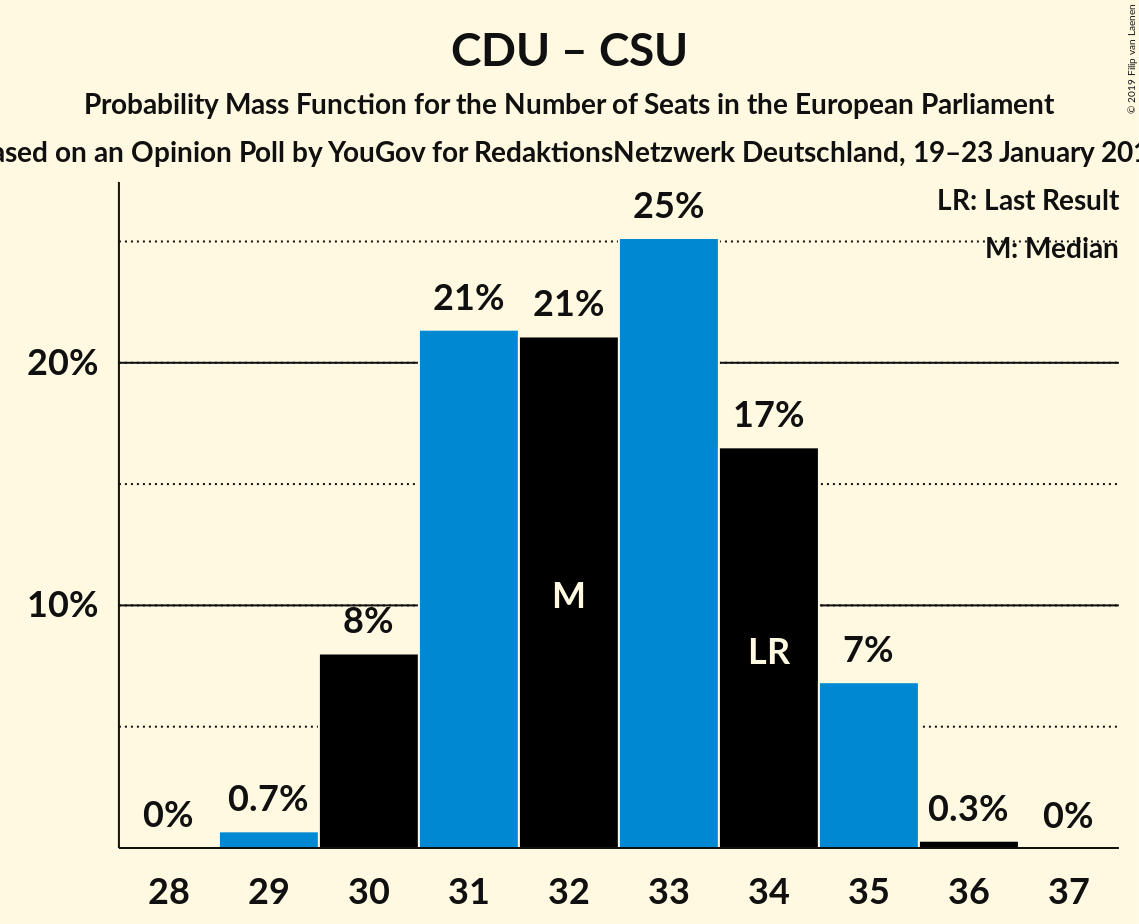 CDU – CSU
Probability Mass Function for the Number of Seats in the European Parliament
on an Opinion Poll by YouGov for RedaktionsNetzwerk Deutschland, 19–23 January
© 2019 Filip van Laenen
LR: Last Result
M: Median
25%
21%
21%
20%
17%
M
10%
8%
LR
7%
0%
0.7%
0.3%
0%
28 29 30 31 32 33 34 35 36 37